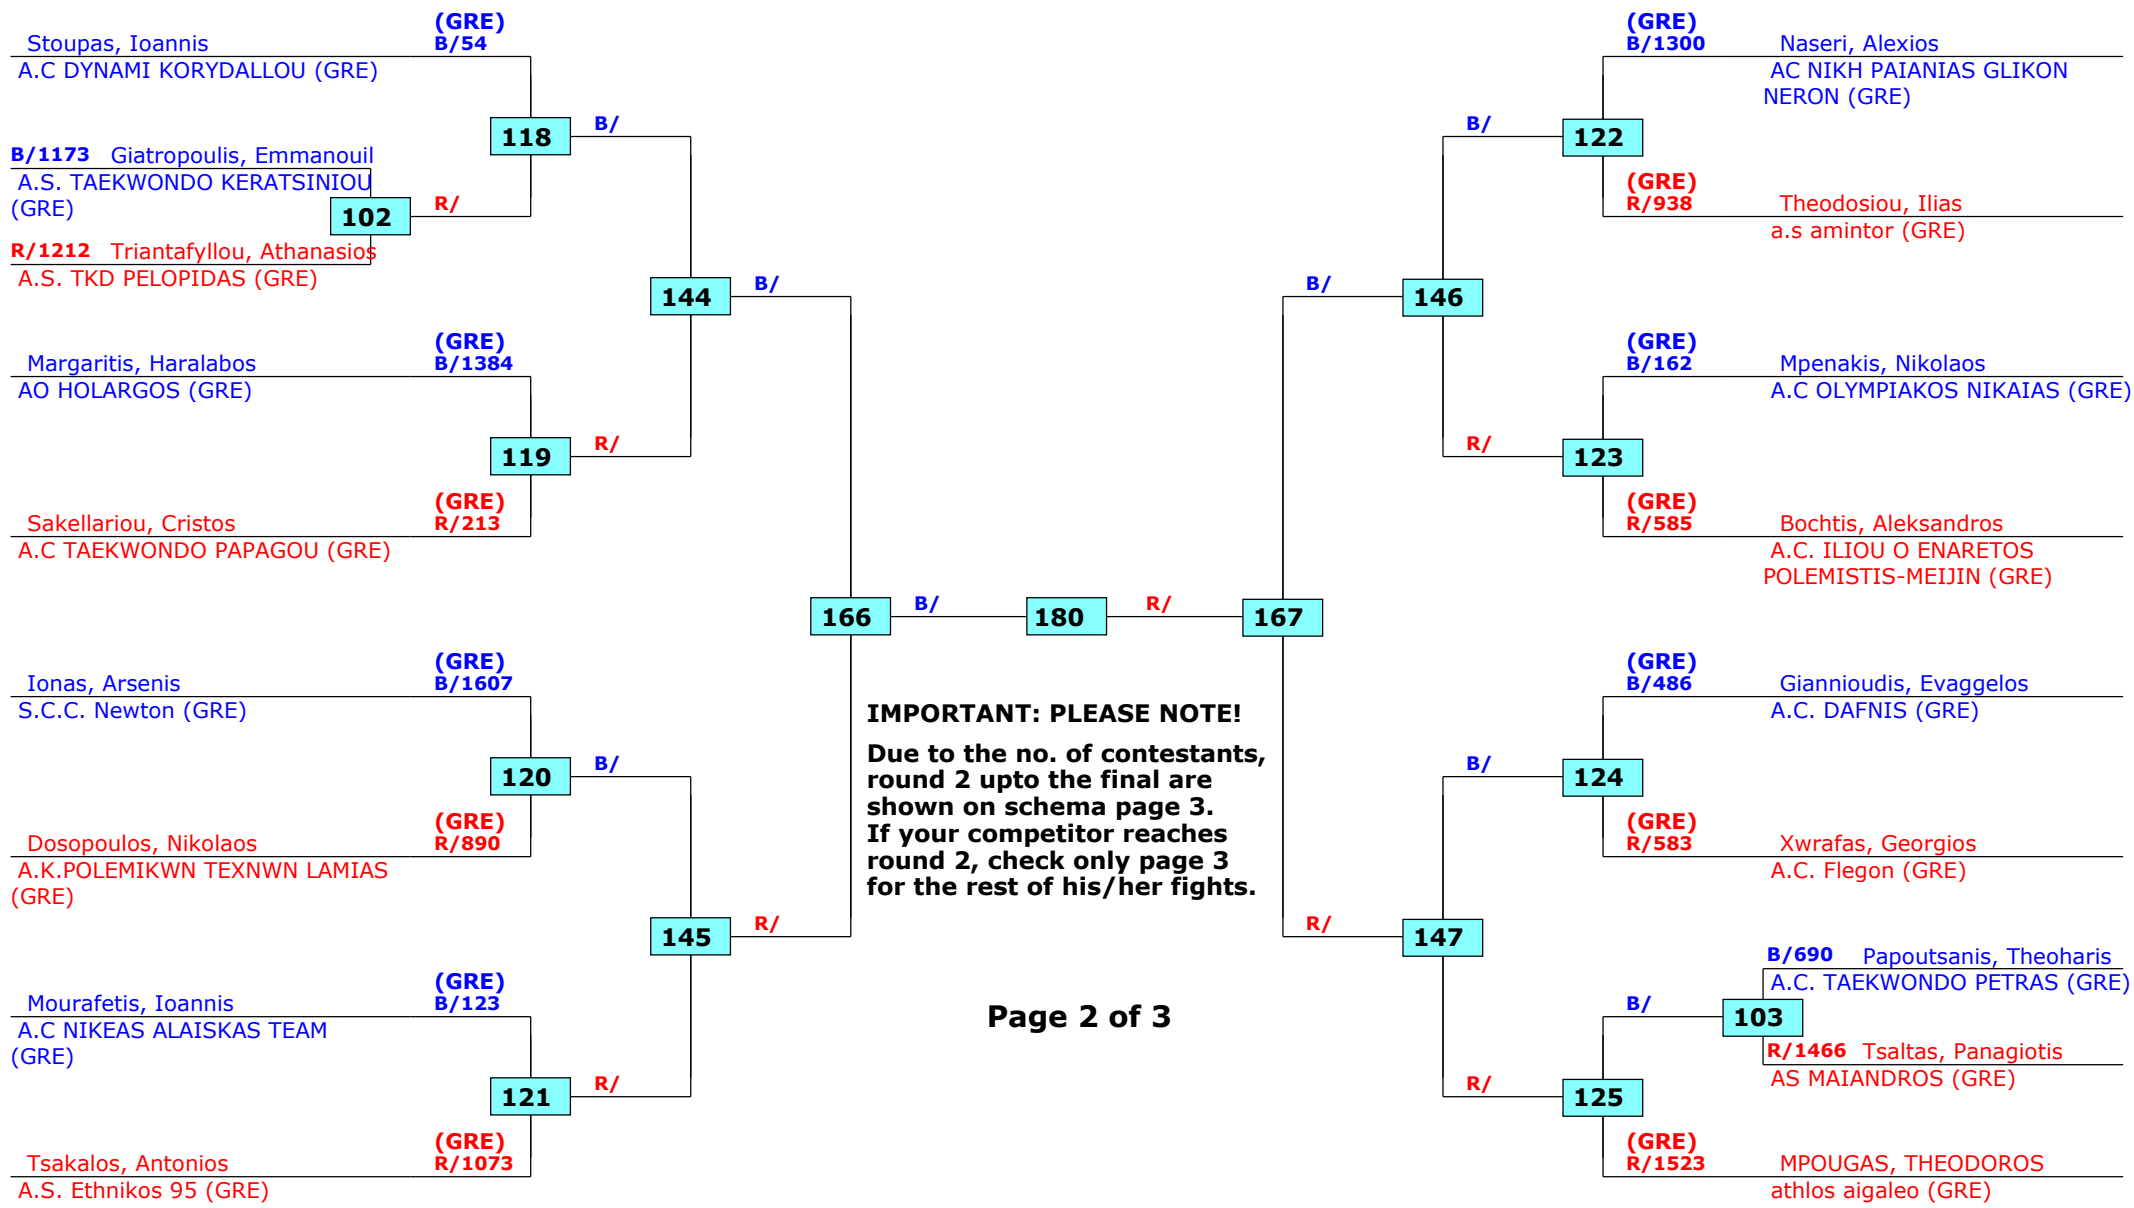 (GRE)
Stoupas, Ioannis B/54
A.C DYNAMI KORYDALLOU (GRE)
118
B/
B/1173 Giatropoulis, Emmanouil
A.S. TAEKWONDO KERATSINIOU
(GRE)
102
R/
R/1212 Triantafyllou, Athanasios
A.S. TKD PELOPIDAS (GRE)
144
B/
(GRE)
Margaritis, Haralabos B/1384
AO HOLARGOS (GRE)
119
R/
(GRE)
Sakellariou, Cristos R/213
A.C TAEKWONDO PAPAGOU (GRE)
166
B/
180
R/
167
(GRE)
Ionas, Arsenis B/1607
S.C.C. Newton (GRE)
120
B/
(GRE)
Dosopoulos, Nikolaos R/890
A.K.POLEMIKWN TEXNWN LAMIAS
(GRE)
145
R/
(GRE)
Mourafetis, Ioannis B/123
A.C NIKEAS ALAISKAS TEAM
(GRE)
121
R/
(GRE)
Tsakalos, Antonios R/1073
A.S. Ethnikos 95 (GRE)
IMPORTANT: PLEASE NOTE!
Due to the no. of contestants,
round 2 upto the final are
shown on schema page 3.
If your competitor reaches
round 2, check only page 3
for the rest of his/her fights.
Page 2 of 3
(GRE)
B/1300 Naseri, Alexios
AC NIKH PAIANIAS GLIKON
NERON (GRE)
B/
122
(GRE)
R/938 Theodosiou, Ilias
a.s amintor (GRE)
B/
146
(GRE)
B/162 Mpenakis, Nikolaos
A.C OLYMPIAKOS NIKAIAS (GRE)
R/
123
(GRE)
R/585 Bochtis, Aleksandros
A.C. ILIOU O ENARETOS
POLEMISTIS-MEIJIN (GRE)
(GRE)
B/486 Giannioudis, Evaggelos
A.C. DAFNIS (GRE)
B/
124
(GRE)
R/583 Xwrafas, Georgios
A.C. Flegon (GRE)
R/
147
B/690 Papoutsanis, Theoharis
A.C. TAEKWONDO PETRAS (GRE)
B/
103
R/1466 Tsaltas, Panagiotis
AS MAIANDROS (GRE)
R/
125
(GRE)
R/1523 MPOUGAS, THEODOROS
athlos aigaleo (GRE)